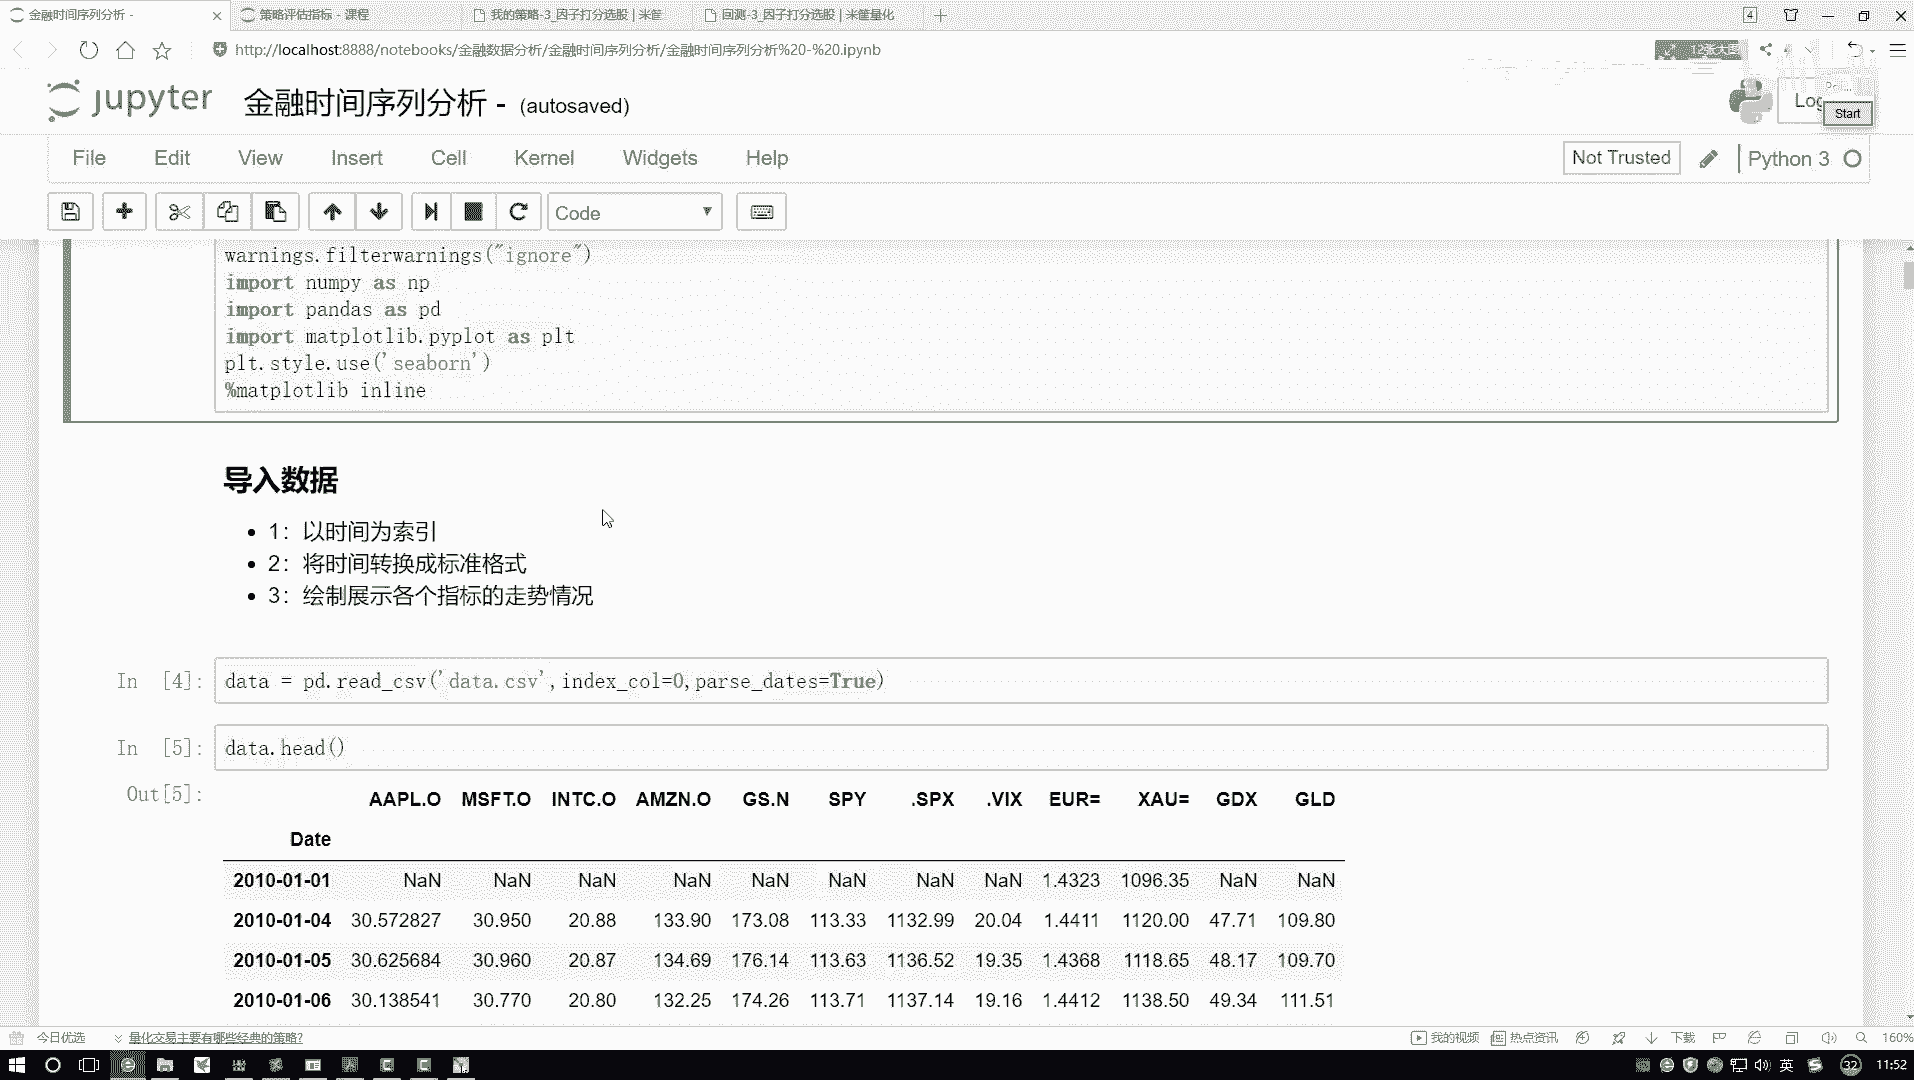 金融时间序列分析 -
策略评估指标 - 课程
我的策略-3_因子打分选股 | 米筐
回测-3_因子打分选股 | 米筐量化
4
http://localhost:8888/notebooks/金融数据分析/金融时间序列分析/金融时间序列分析%20-%20.ipynb
12张大图
jupyter 金融时间序列分析 - (autosaved)
Start
File Edit View Insert Cell Kernel Widgets Help
Not Trusted
Python 3
Code
warnings.filterwarnings("ignore")
import numpy as np
import pandas as pd
import matplotlib.pyplot as plt
plt.style.use('seaborn')
%matplotlib inline
导入数据
1：以时间为索引
2：将时间转换成标准格式
3：绘制展示各个指标的走势情况
In [4]: data = pd.read_csv('data.csv',index_col=0,parse_dates=True)
In [5]: data.head()
Out[5]:
AAPL.O MSFT.O INTC.O AMZN.O GS.N SPY .SPX .VIX EUR= XAU= GDX GLD
Date
2010-01-01 NaN NaN NaN NaN NaN NaN NaN NaN 1.4323 1096.35 NaN NaN
2010-01-04 30.572827 30.950 20.88 133.90 173.08 113.33 1132.99 20.04 1.4411 1120.00 47.71 109.80
2010-01-05 30.625684 30.960 20.87 134.69 176.14 113.63 1136.52 19.35 1.4368 1118.65 48.17 109.70
2010-01-06 30.138541 30.770 20.80 132.25 174.26 113.71 1137.14 19.16 1.4412 1138.50 49.34 111.51
今日优选
量化交易主要有哪些经典的策略?
我的视频
热点资讯
下载
160%
英
32
11:52